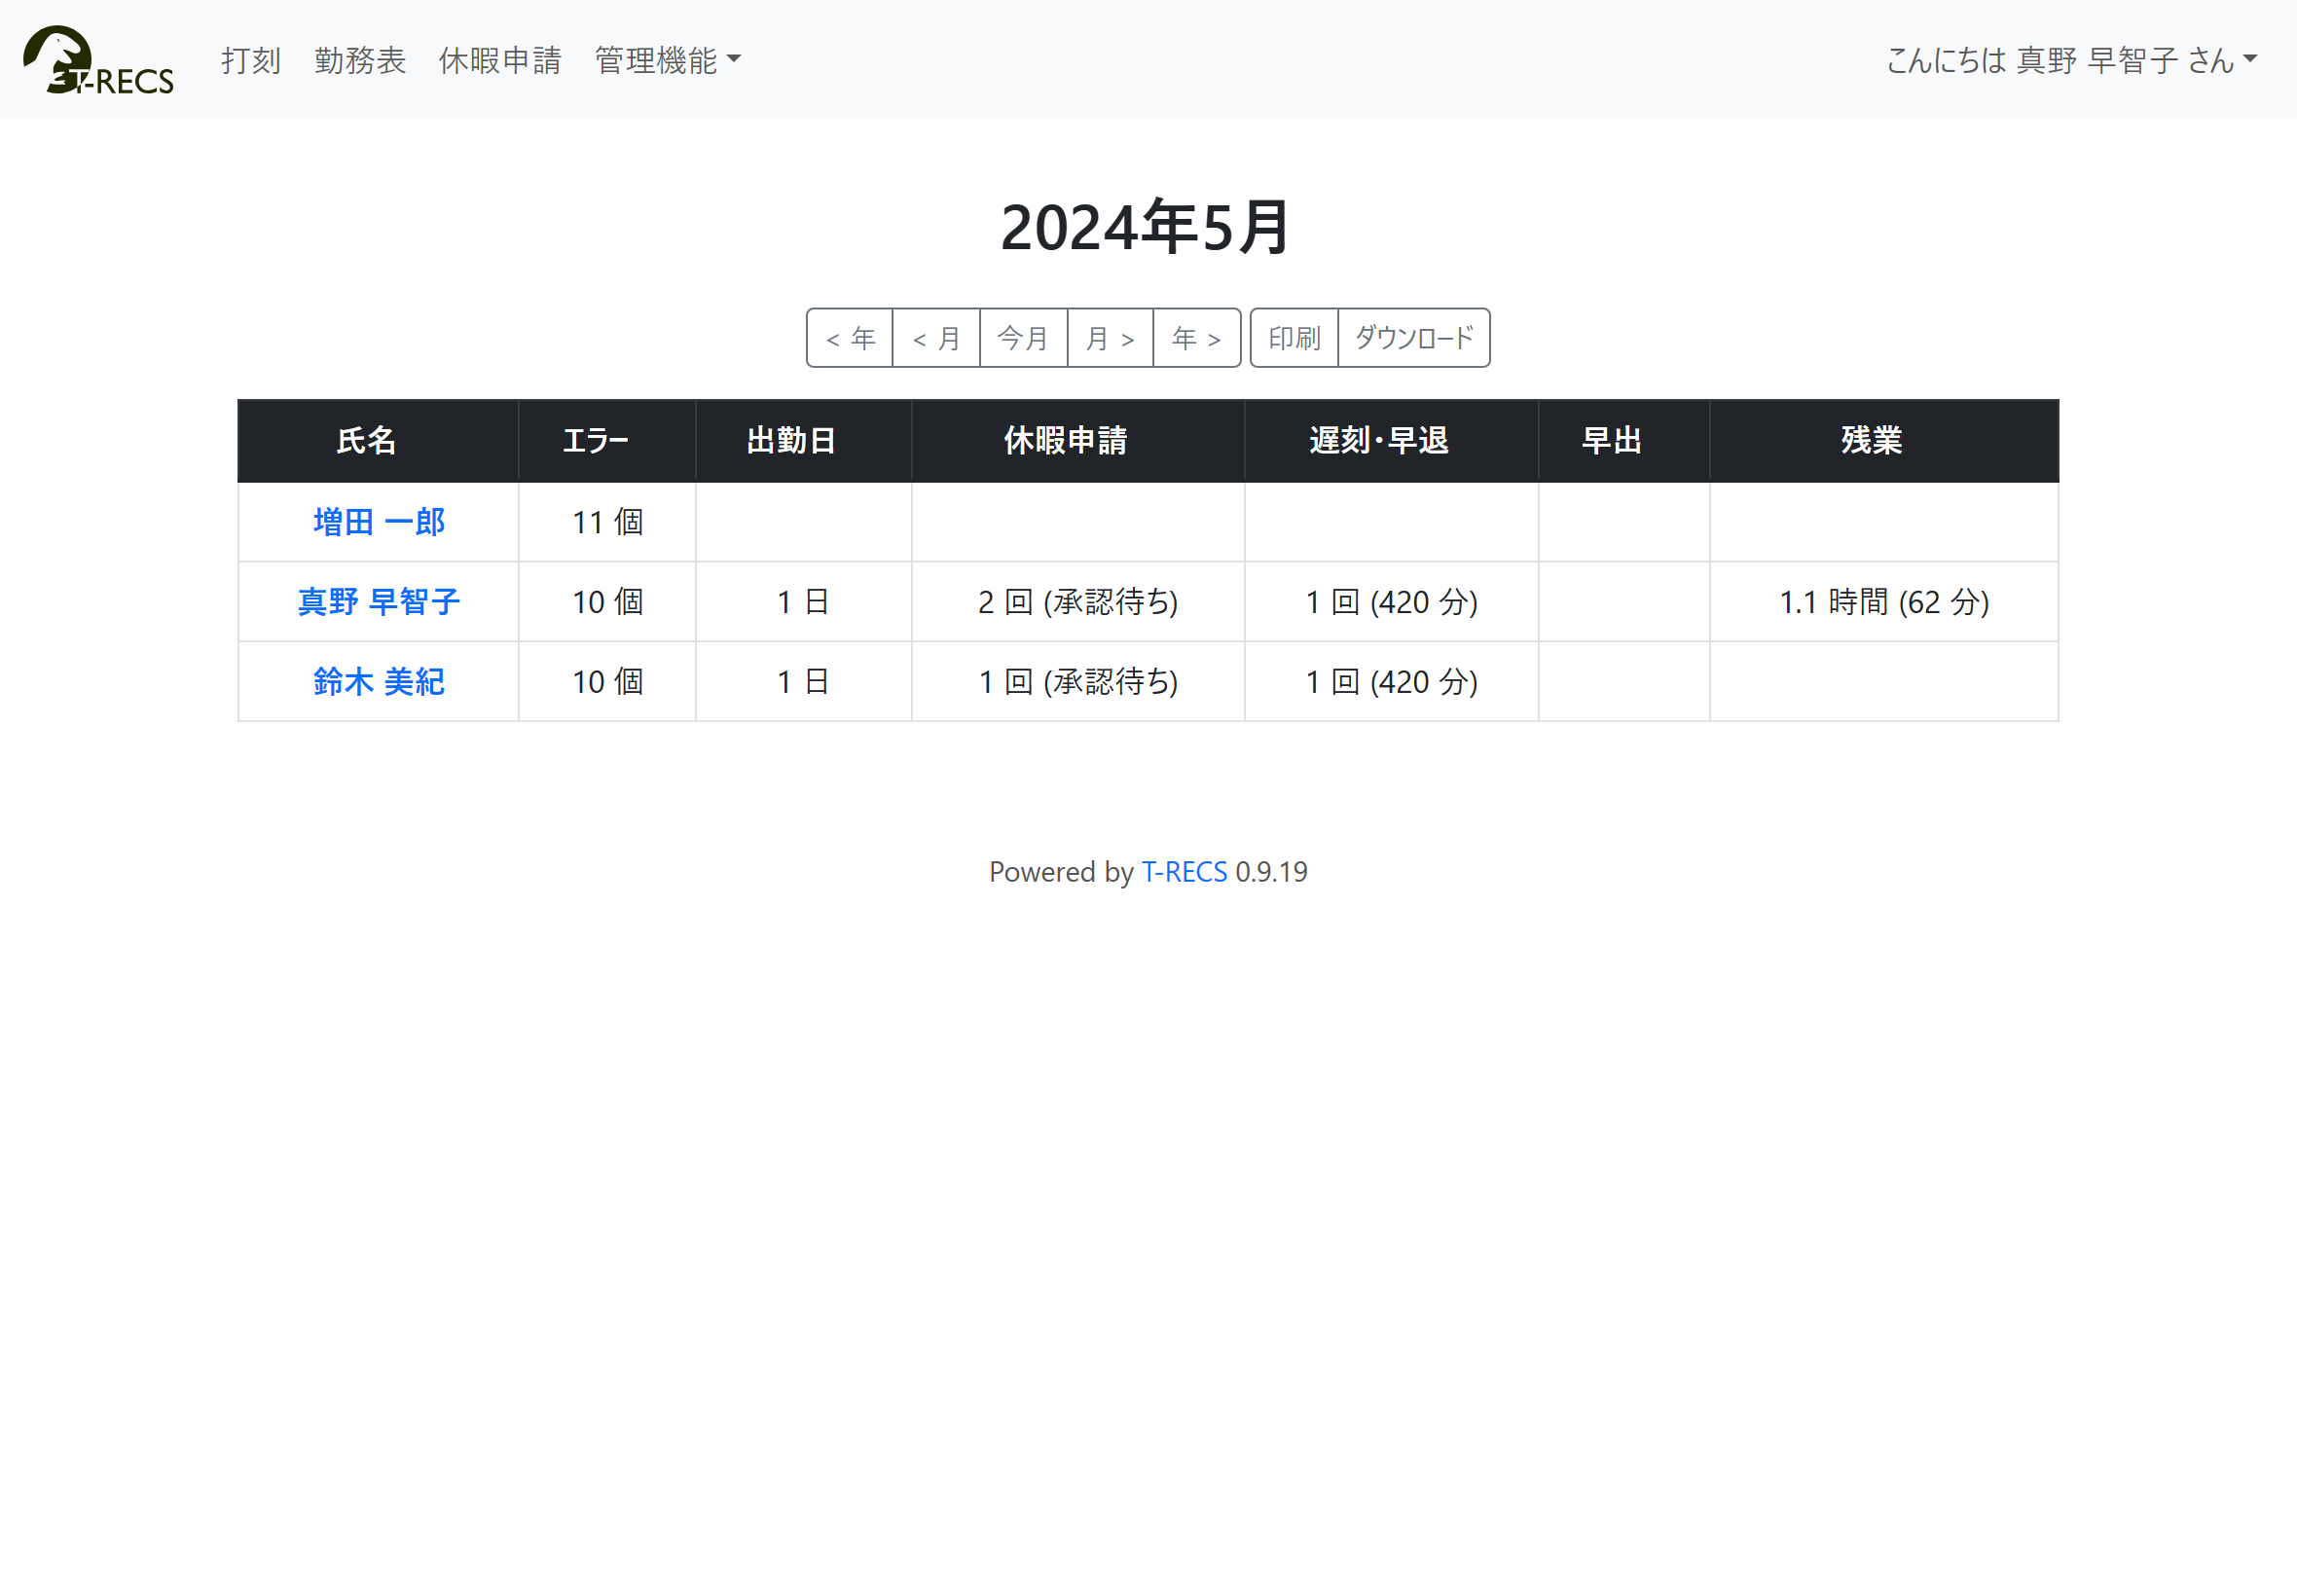 T-RECS 打刻 勤務表 休暇申請 管理機能 こんにちは 真野 早智子 さん
2024年5月
< 年 < 月 今月 月 > 年 > 印刷 ダウンロード
氏名 エラー 出勤日 休暇申請 遅刻・早退 早出 残業
増田 一郎 11 個
真野 早智子 10 個 1 日 2 回 (承認待ち) 1 回 (420 分) 1.1 時間 (62 分)
鈴木 美紀 10 個 1 日 1 回 (承認待ち) 1 回 (420 分)
Powered by T-RECS 0.9.19